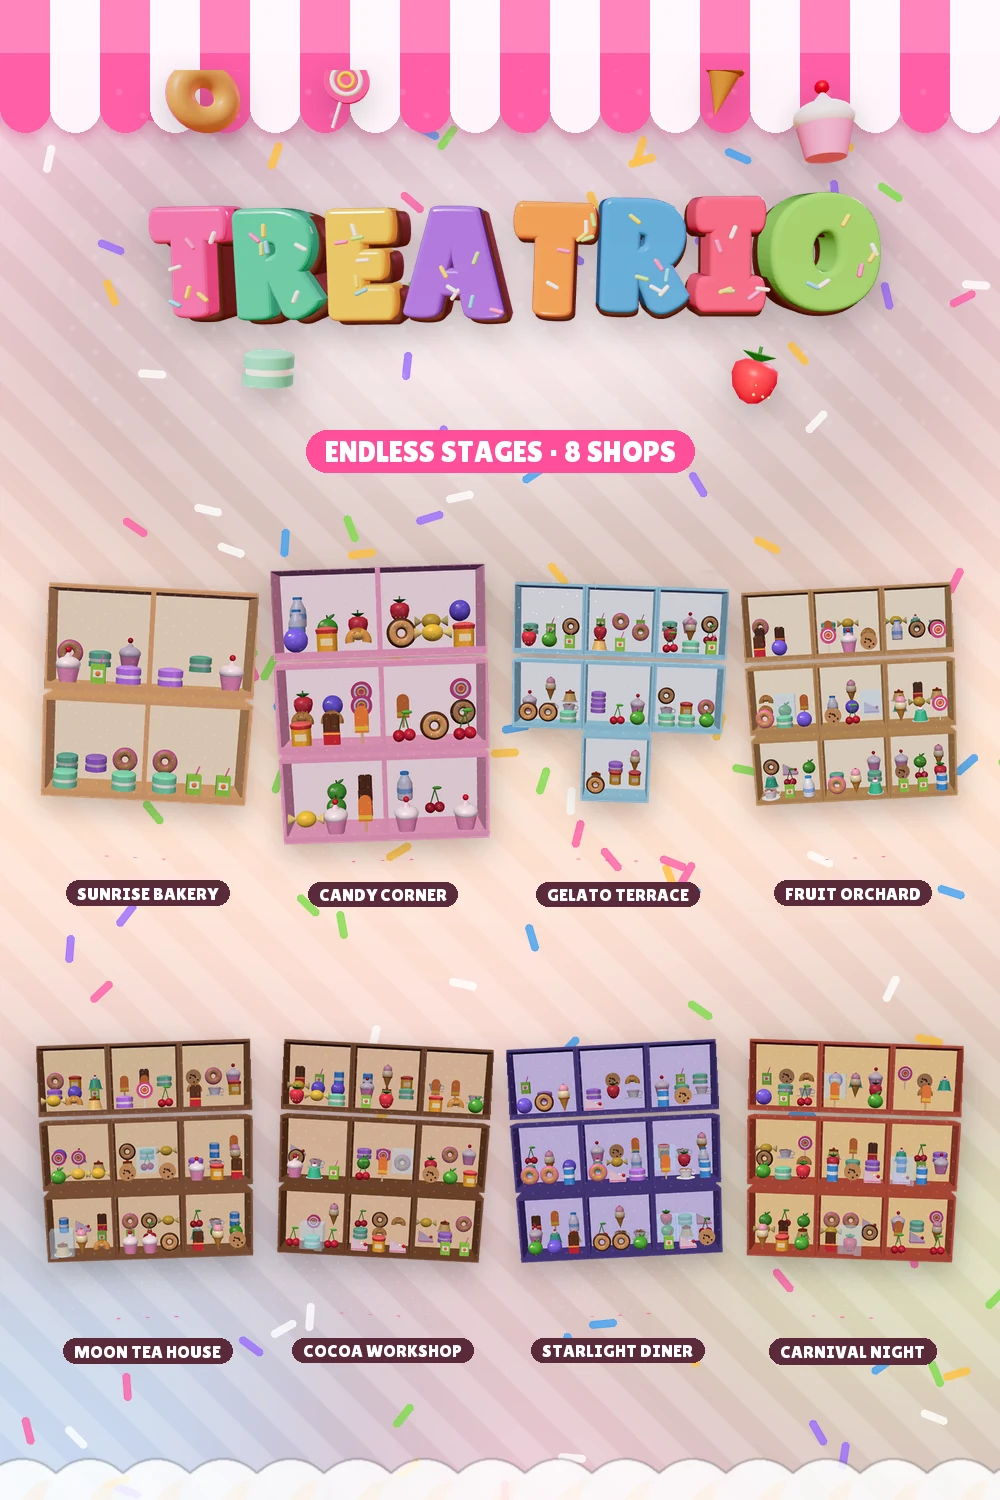 TREATRIO
ENDLESS STAGES · 8 SHOPS
SUNRISE BAKERY
CANDY CORNER
GELATO TERRACE
FRUIT ORCHARD
MOON TEA HOUSE
COCOA WORKSHOP
STARLIGHT DINER
CARNIVAL NIGHT